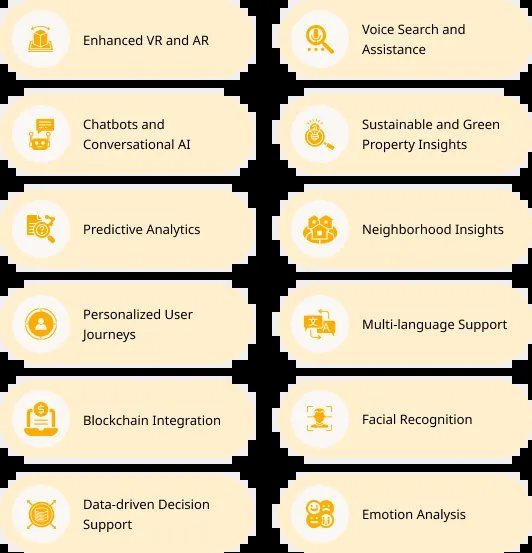 Enhanced VR and AR
Voice Search and
Assistance
Chatbots and
Conversational AI
Sustainable and Green
Property Insights
Predictive Analytics
Neighborhood Insights
Personalized User
Journeys
Multi-language Support
文
A
Blockchain Integration
$
Facial Recognition
Data-driven Decision
Support
Emotion Analysis